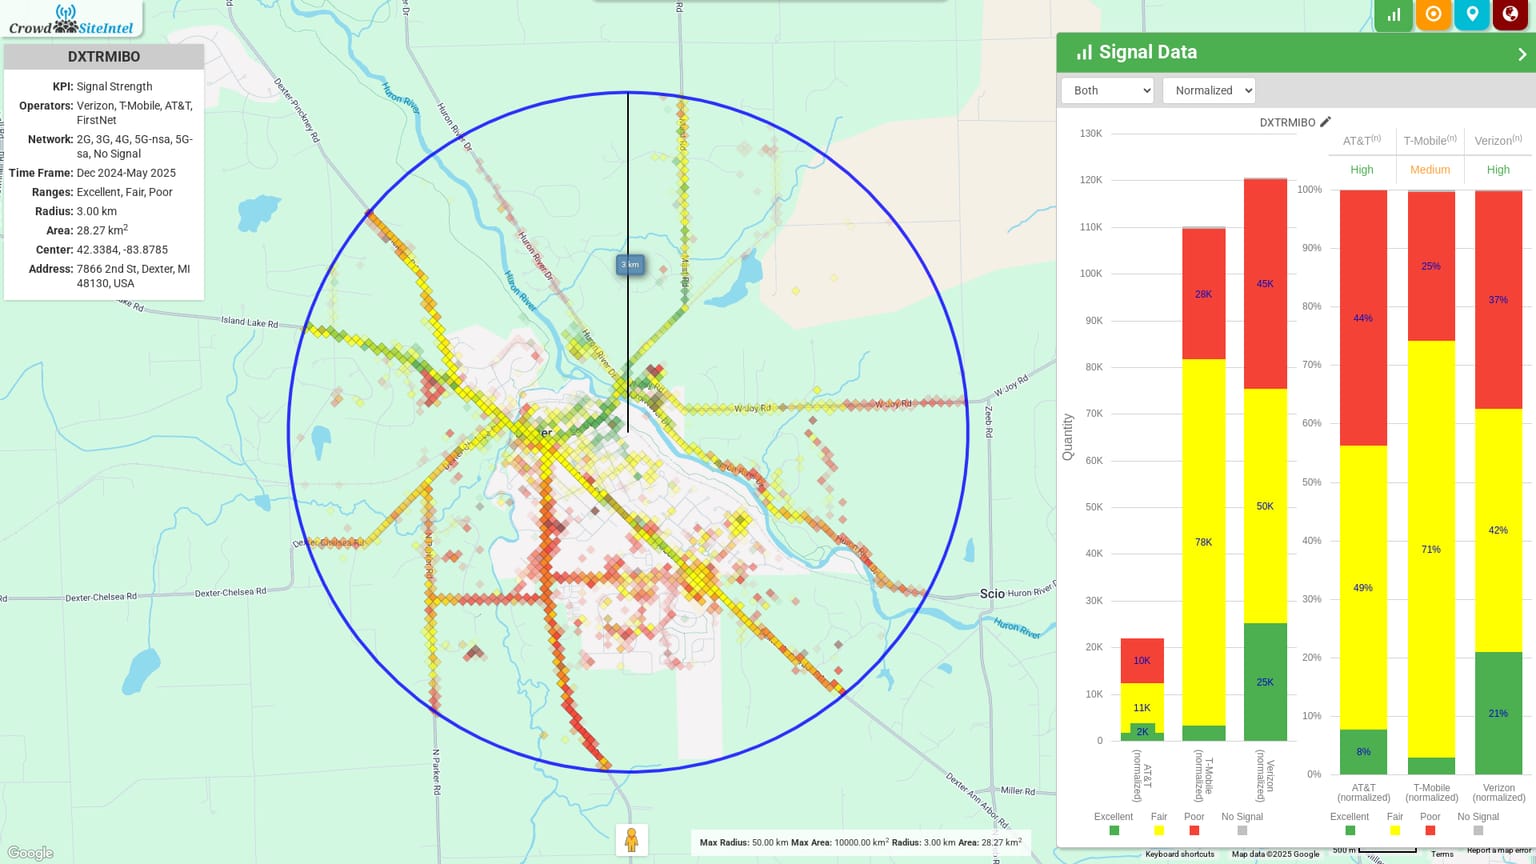 Crowd SiteIntel
DXTRMIBO
KPI: Signal Strength
Operators: Verizon, T-Mobile, AT&T,
FirstNet
Network: 2G, 3G, 4G, 5G-nsa, 5G-
sa, No Signal
Time Frame: Dec 2024-May 2025
Ranges: Excellent, Fair, Poor
Radius: 3.00 km
Area: 28.27 km²
Center: 42.3384, -83.8785
Address: 7866 2nd St, Dexter, MI
48130, USA
Dexter-Pinckney Rd
Huron River
Huron River Dr
Huron River Dr
Huron River
Huron River Dr
Island Lake Rd
3 km
W Joy Rd
W Joy Rd
W Joy Rd
Zeeb Rd
Dexter-Chelsea Rd
Dexter-Chelsea Rd
Dexter-Chelsea Rd
N Parker Rd
N Parker Rd
Scio
Huron River D
Huron River
Dexter Ann Arbor Rd
Miller Rd
Google
Max Radius: 50.00 km Max Area: 10000.00 km² Radius: 3.00 km Area: 28.27 km²
Signal Data
Both
Normalized
DXTRMIBO
130K
120K
110K
100K
90K
80K
70K
60K
50K
40K
30K
20K
10K
0
Quantity
10K
11K
2K
28K
78K
45K
50K
25K
AT&T
(normalized)
T-Mobile
(normalized)
Verizon
(normalized)
Excellent Fair Poor No Signal
AT&T(n) T-Mobile(n) Verizon(n)
High Medium High
100%
90%
80%
70%
60%
50%
40%
30%
20%
10%
0%
44%
49%
8%
25%
71%
37%
42%
21%
AT&T
(normalized)
T-Mobile
(normalized)
Verizon
(normalized)
Excellent Fair Poor No Signal
Keyboard shortcuts Map data ©2025 Google 500 m Terms Report a map error